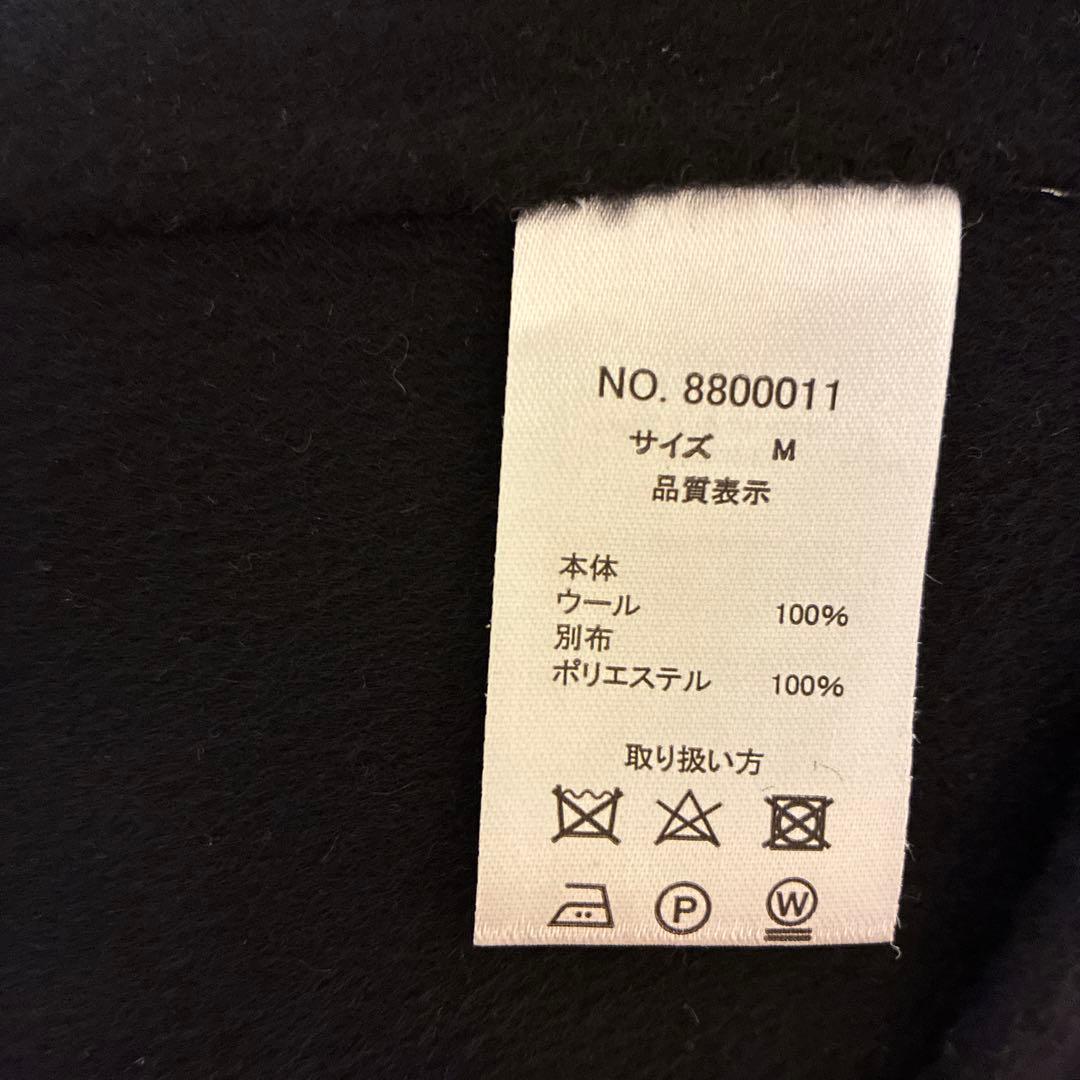 NO. 8800011
サイズ M
品質表示
本体
ウール 100%
別布
ポリエステル 100%
取り扱い方
P W